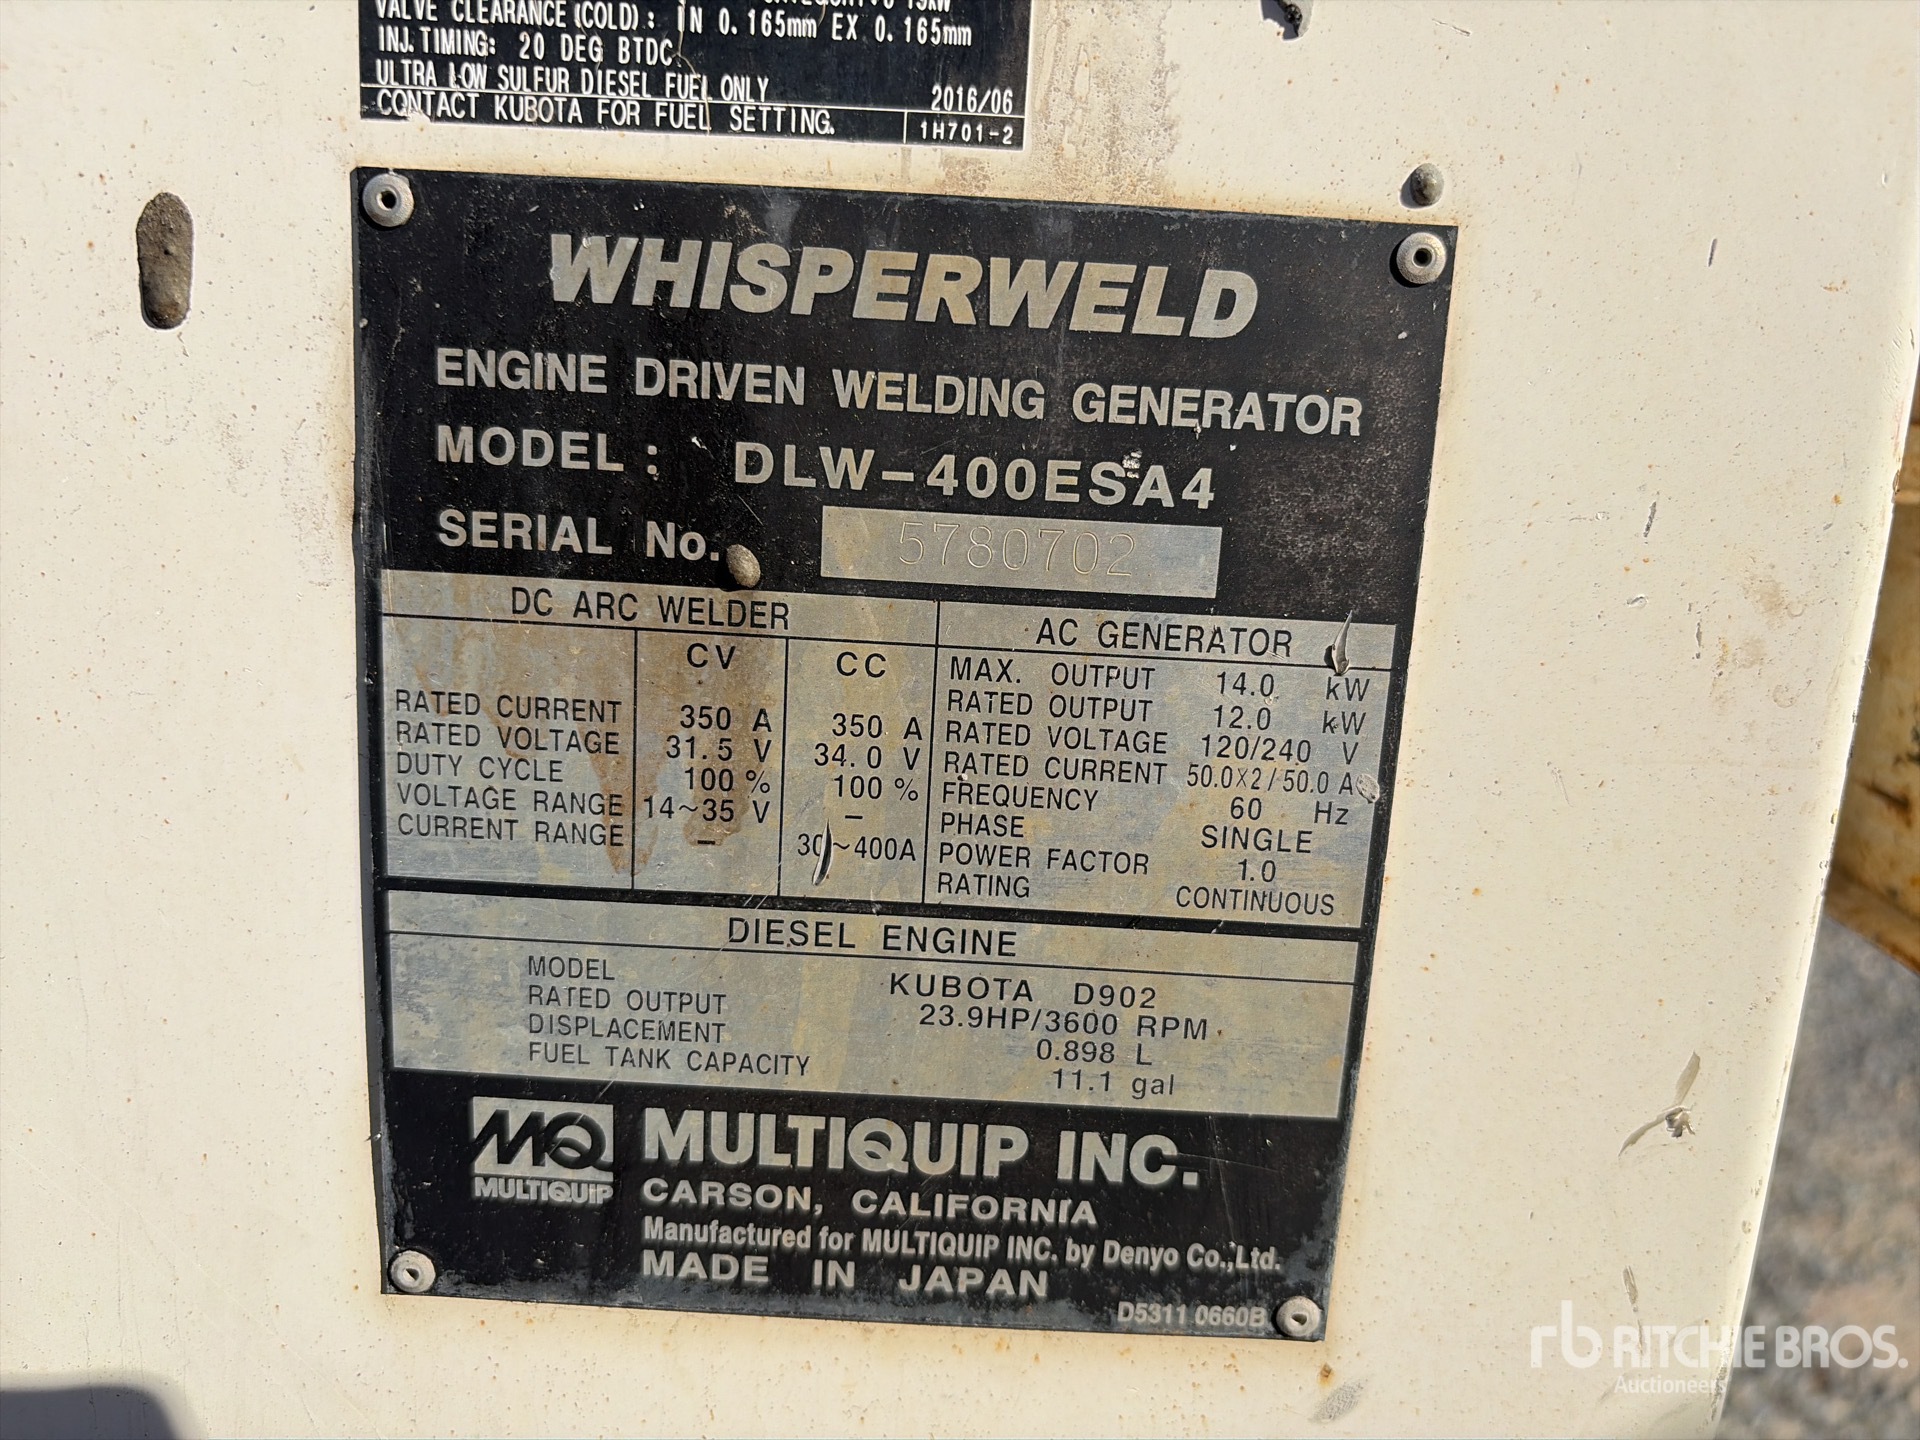 VALVE CLEARANCE (COLD): IN 0.165mm EX 0.165mm
INJ. TIMING: 20 DEG BTDC
ULTRA LOW SULFUR DIESEL FUEL ONLY 2016/06
CONTACT KUBOTA FOR FUEL SETTING. 1H701-2
WHISPERWELD
ENGINE DRIVEN WELDING GENERATOR
MODEL: DLW-400ESA4
SERIAL No. 5780702
DC ARC WELDER
CV CC
RATED CURRENT 350 A 350 A
RATED VOLTAGE 31.5 V 34.0 V
DUTY CYCLE 100 % 100 %
VOLTAGE RANGE 14~35 V –
CURRENT RANGE – 30~400A
AC GENERATOR
MAX. OUTPUT 14.0 kW
RATED OUTPUT 12.0 kW
RATED VOLTAGE 120/240 V
RATED CURRENT 50.0X2/50.0 A
FREQUENCY 60 Hz
PHASE SINGLE
POWER FACTOR 1.0
RATING CONTINUOUS
DIESEL ENGINE
MODEL KUBOTA D902
RATED OUTPUT 23.9HP/3600 RPM
DISPLACEMENT 0.898 L
FUEL TANK CAPACITY 11.1 gal
MQ MULTIQUIP INC.
MULTIQUIP
CARSON, CALIFORNIA
Manufactured for MULTIQUIP INC. by Denyo Co.,Ltd.
MADE IN JAPAN
D5311 0660B
rb RITCHIE BROS.
Auctioneers